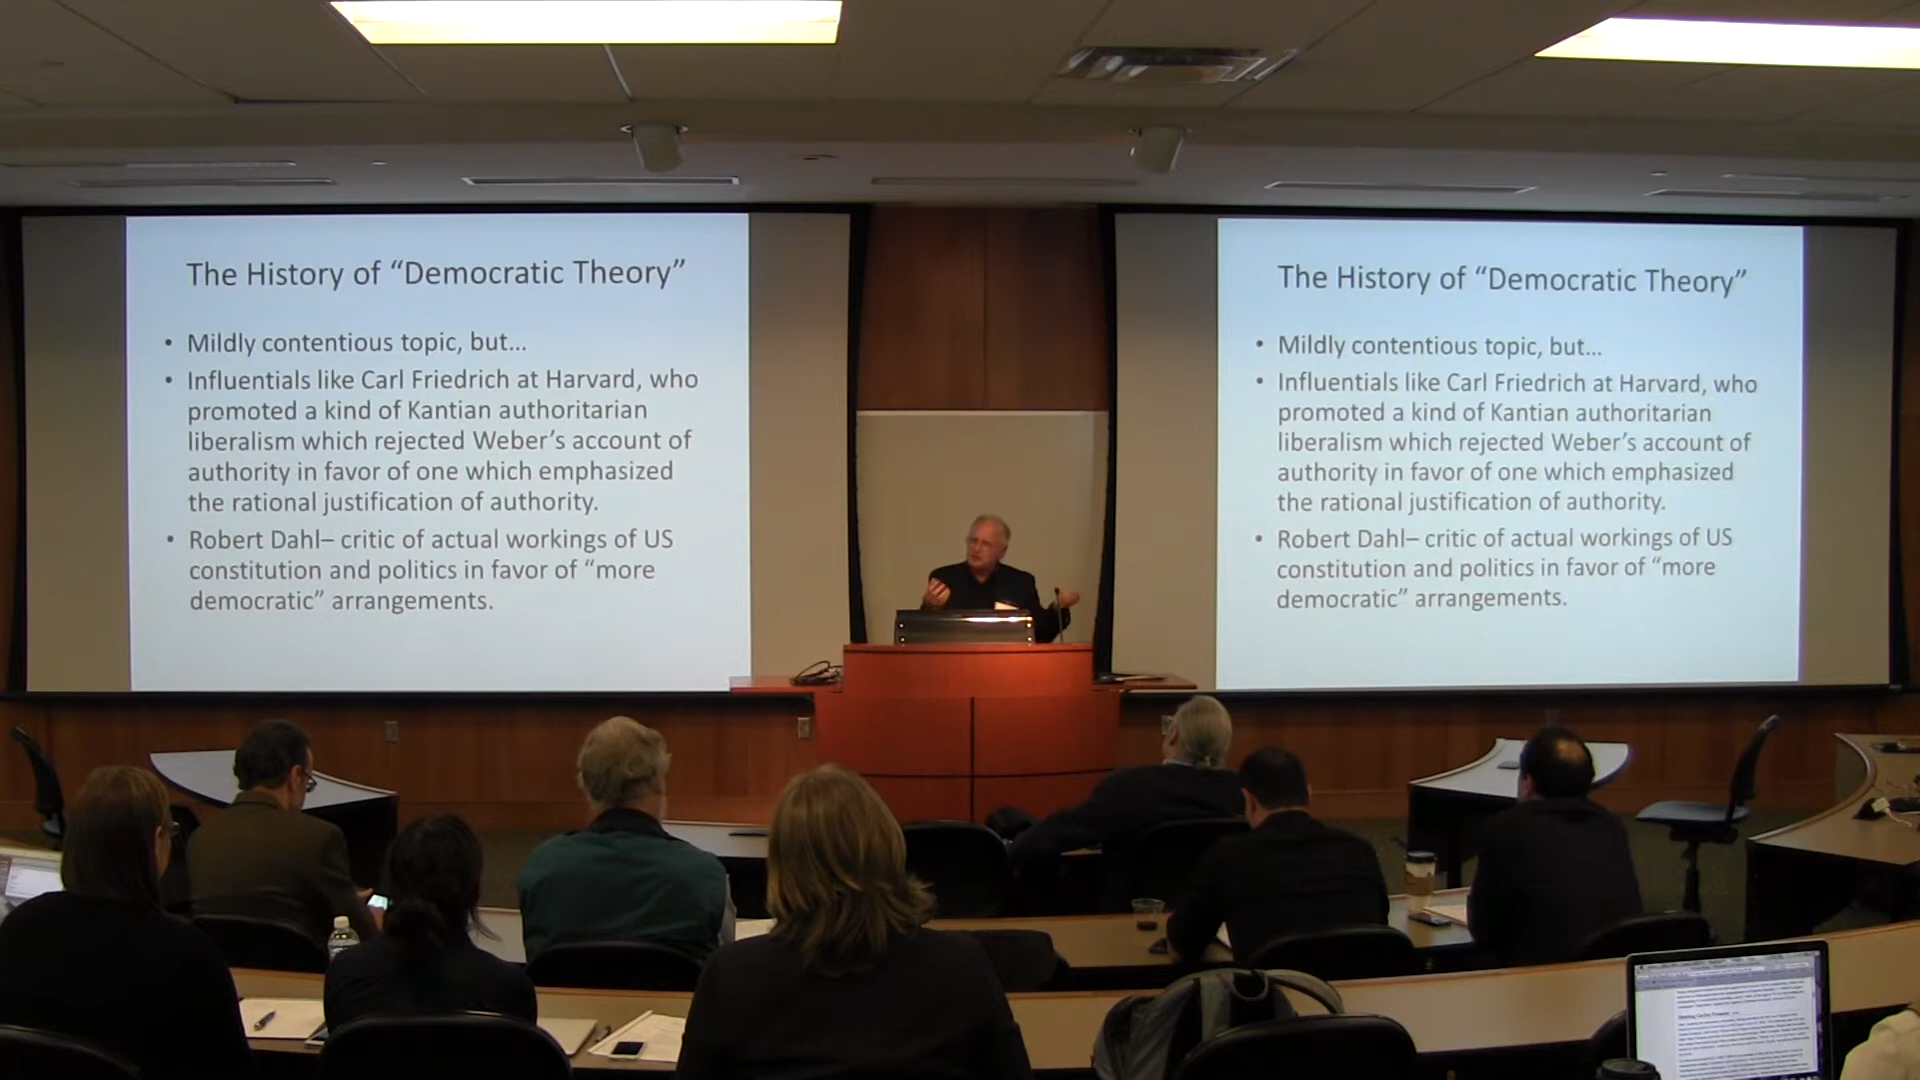 The History of “Democratic Theory”
• Mildly contentious topic, but...
• Influentials like Carl Friedrich at Harvard, who
promoted a kind of Kantian authoritarian
liberalism which rejected Weber’s account of
authority in favor of one which emphasized
the rational justification of authority.
• Robert Dahl– critic of actual workings of US
constitution and politics in favor of “more
democratic” arrangements.
The History of “Democratic Theory”
• Mildly contentious topic, but...
• Influentials like Carl Friedrich at Harvard, who
promoted a kind of Kantian authoritarian
liberalism which rejected Weber’s account of
authority in favor of one which emphasized
the rational justification of authority.
• Robert Dahl– critic of actual workings of US
constitution and politics in favor of “more
democratic” arrangements.